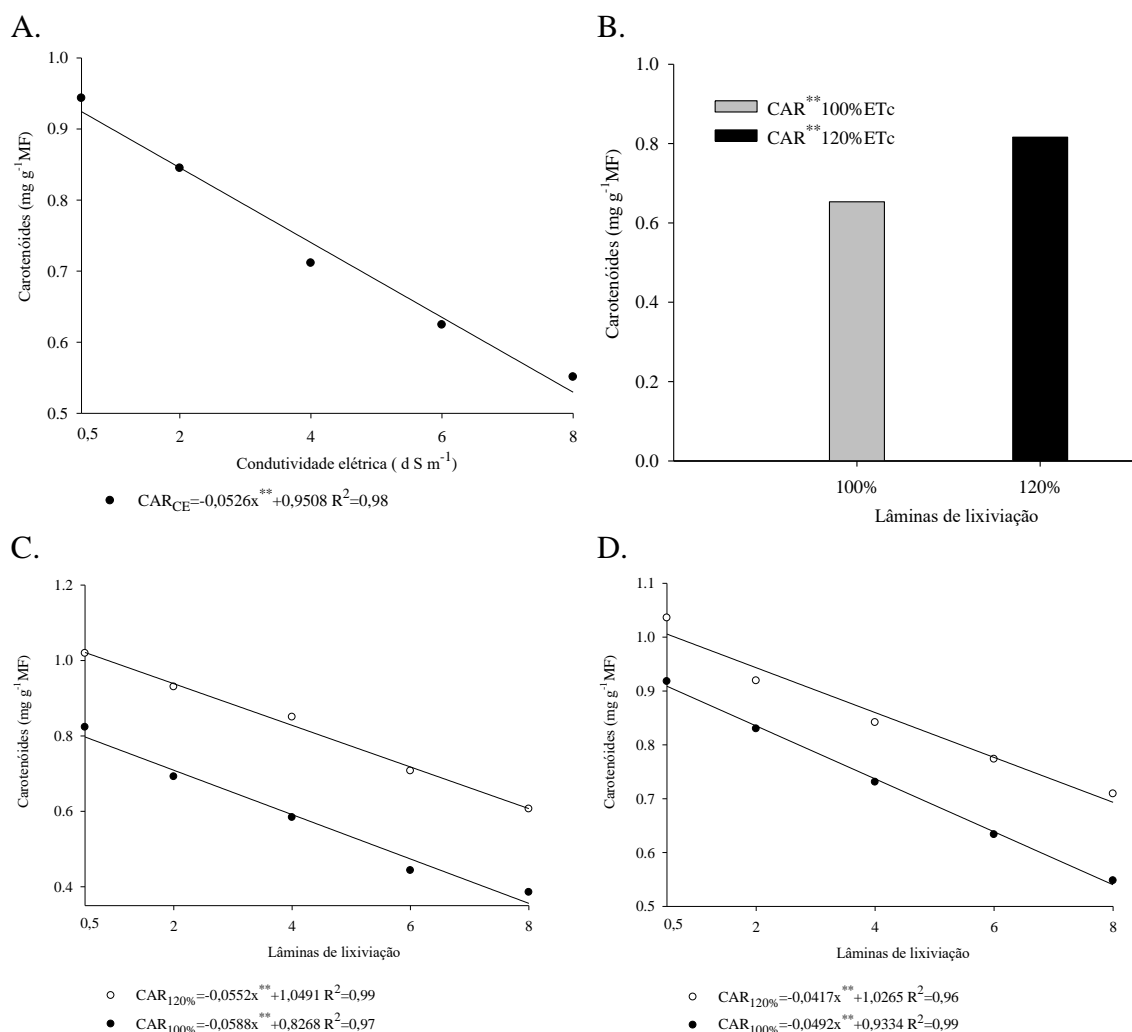 A.
1.0
0.9
0.8
0.7
0.6
0.5
Carotenóides (mg g⁻¹MF)
0,5 2 4 6 8
Condutividade elétrica ( d S m⁻¹)
● CAR_CE=-0,0526x**+0,9508 R²=0,98
B.
1.0
0.8
0.6
0.4
0.2
0.0
Carotenóides (mg g⁻¹MF)
CAR**100%ETc
CAR**120%ETc
100% 120%
Lâminas de lixiviação
C.
1.2
1.0
0.8
0.6
0.4
Carotenóides (mg g⁻¹MF)
0,5 2 4 6 8
Lâminas de lixiviação
○ CAR₁₂₀%=-0,0552x**+1,0491 R²=0,99
● CAR₁₀₀%=-0,0588x**+0,8268 R²=0,97
D.
1.1
1.0
0.9
0.8
0.7
0.6
0.5
Carotenóides (mg g⁻¹MF)
0,5 2 4 6 8
Lâminas de lixiviação
○ CAR₁₂₀%=-0,0417x**+1,0265 R²=0,96
● CAR₁₀₀%=-0,0492x**+0,9334 R²=0,99